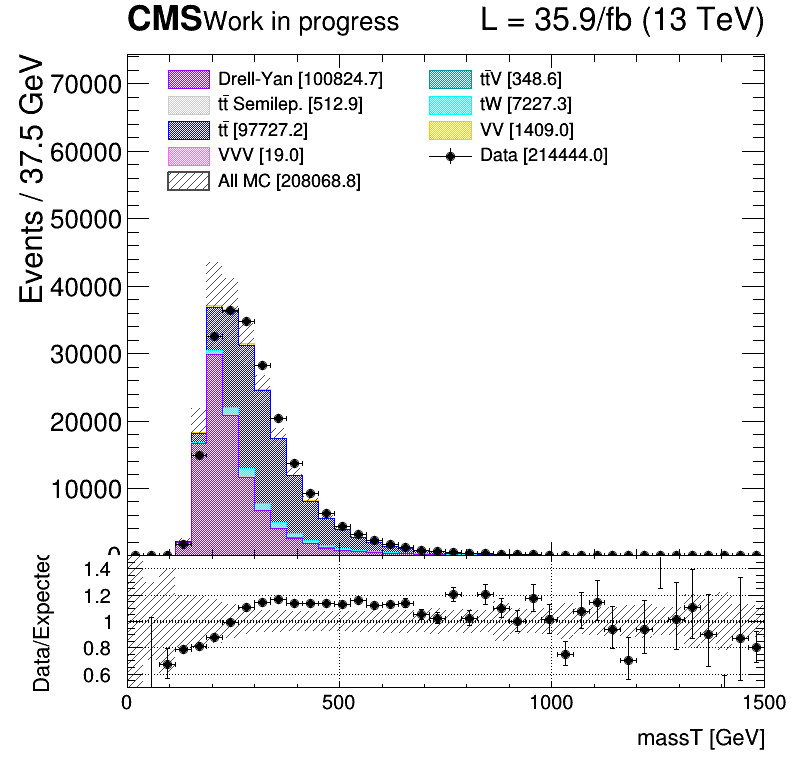 CMS Work in progress L = 35.9/fb (13 TeV)
Events / 37.5 GeV
70000
60000
50000
40000
30000
20000
10000
0
Drell-Yan [100824.7]
tt̄ Semilep. [512.9]
tt̄ [97727.2]
VVV [19.0]
All MC [208068.8]
tt̄V [348.6]
tW [7227.3]
VV [1409.0]
Data [214444.0]
Data/Expected
1.4
1.2
1
0.8
0.6
0 500 1000 1500
massT [GeV]